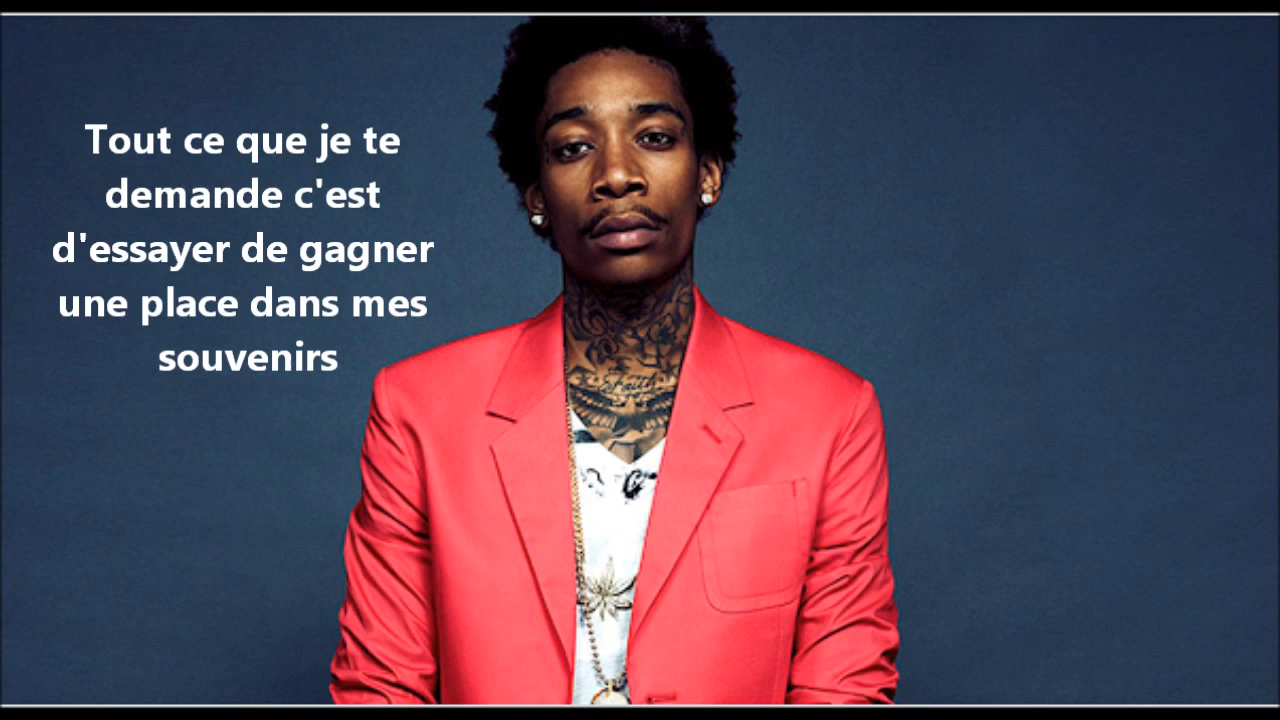 Tout ce que je te
demande c'est
d'essayer de gagner
une place dans mes
souvenirs